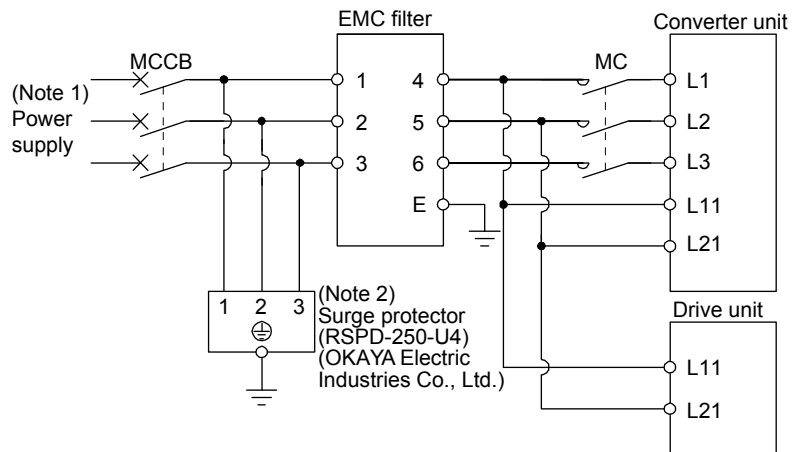 EMC filter
Converter unit
MCCB
MC
(Note 1)
Power
supply
1
2
3
4
5
6
E
L1
L2
L3
L11
L21
1 2 3
(Note 2)
Surge protector
(RSPD-250-U4)
(OKAYA Electric
Industries Co., Ltd.)
Drive unit
L11
L21